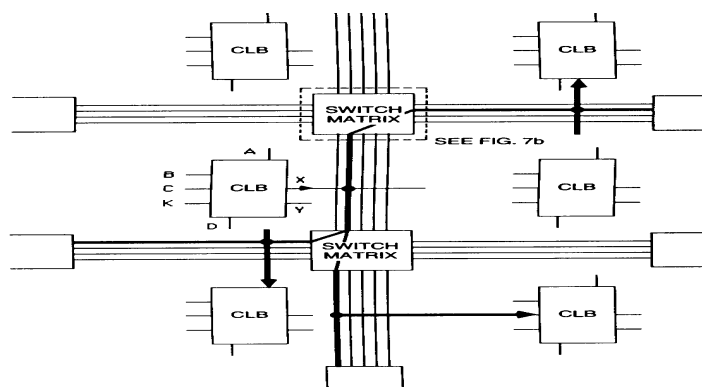 CLB
CLB
SWITCH
MATRIX
SEE FIG. 7b
A
B
C
K
CLB
X
Y
D
CLB
SWITCH
MATRIX
CLB
CLB